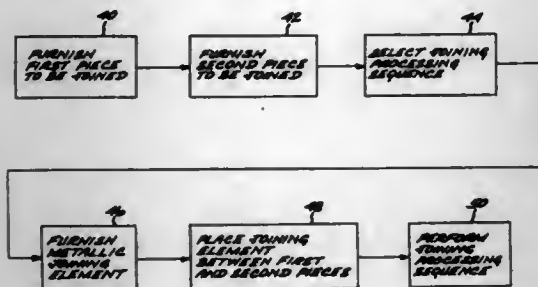 40
FURNISH
FIRST PIECE
TO BE JOINED
42
FURNISH
SECOND PIECE
TO BE JOINED
44
SELECT JOINING
PROCESSING
SEQUENCE
46
FURNISH
METALLIC
JOINING
ELEMENT
48
PLACE JOINING
ELEMENT
BETWEEN FIRST
AND SECOND PIECES
50
PERFORM
JOINING
PROCESSING
SEQUENCE